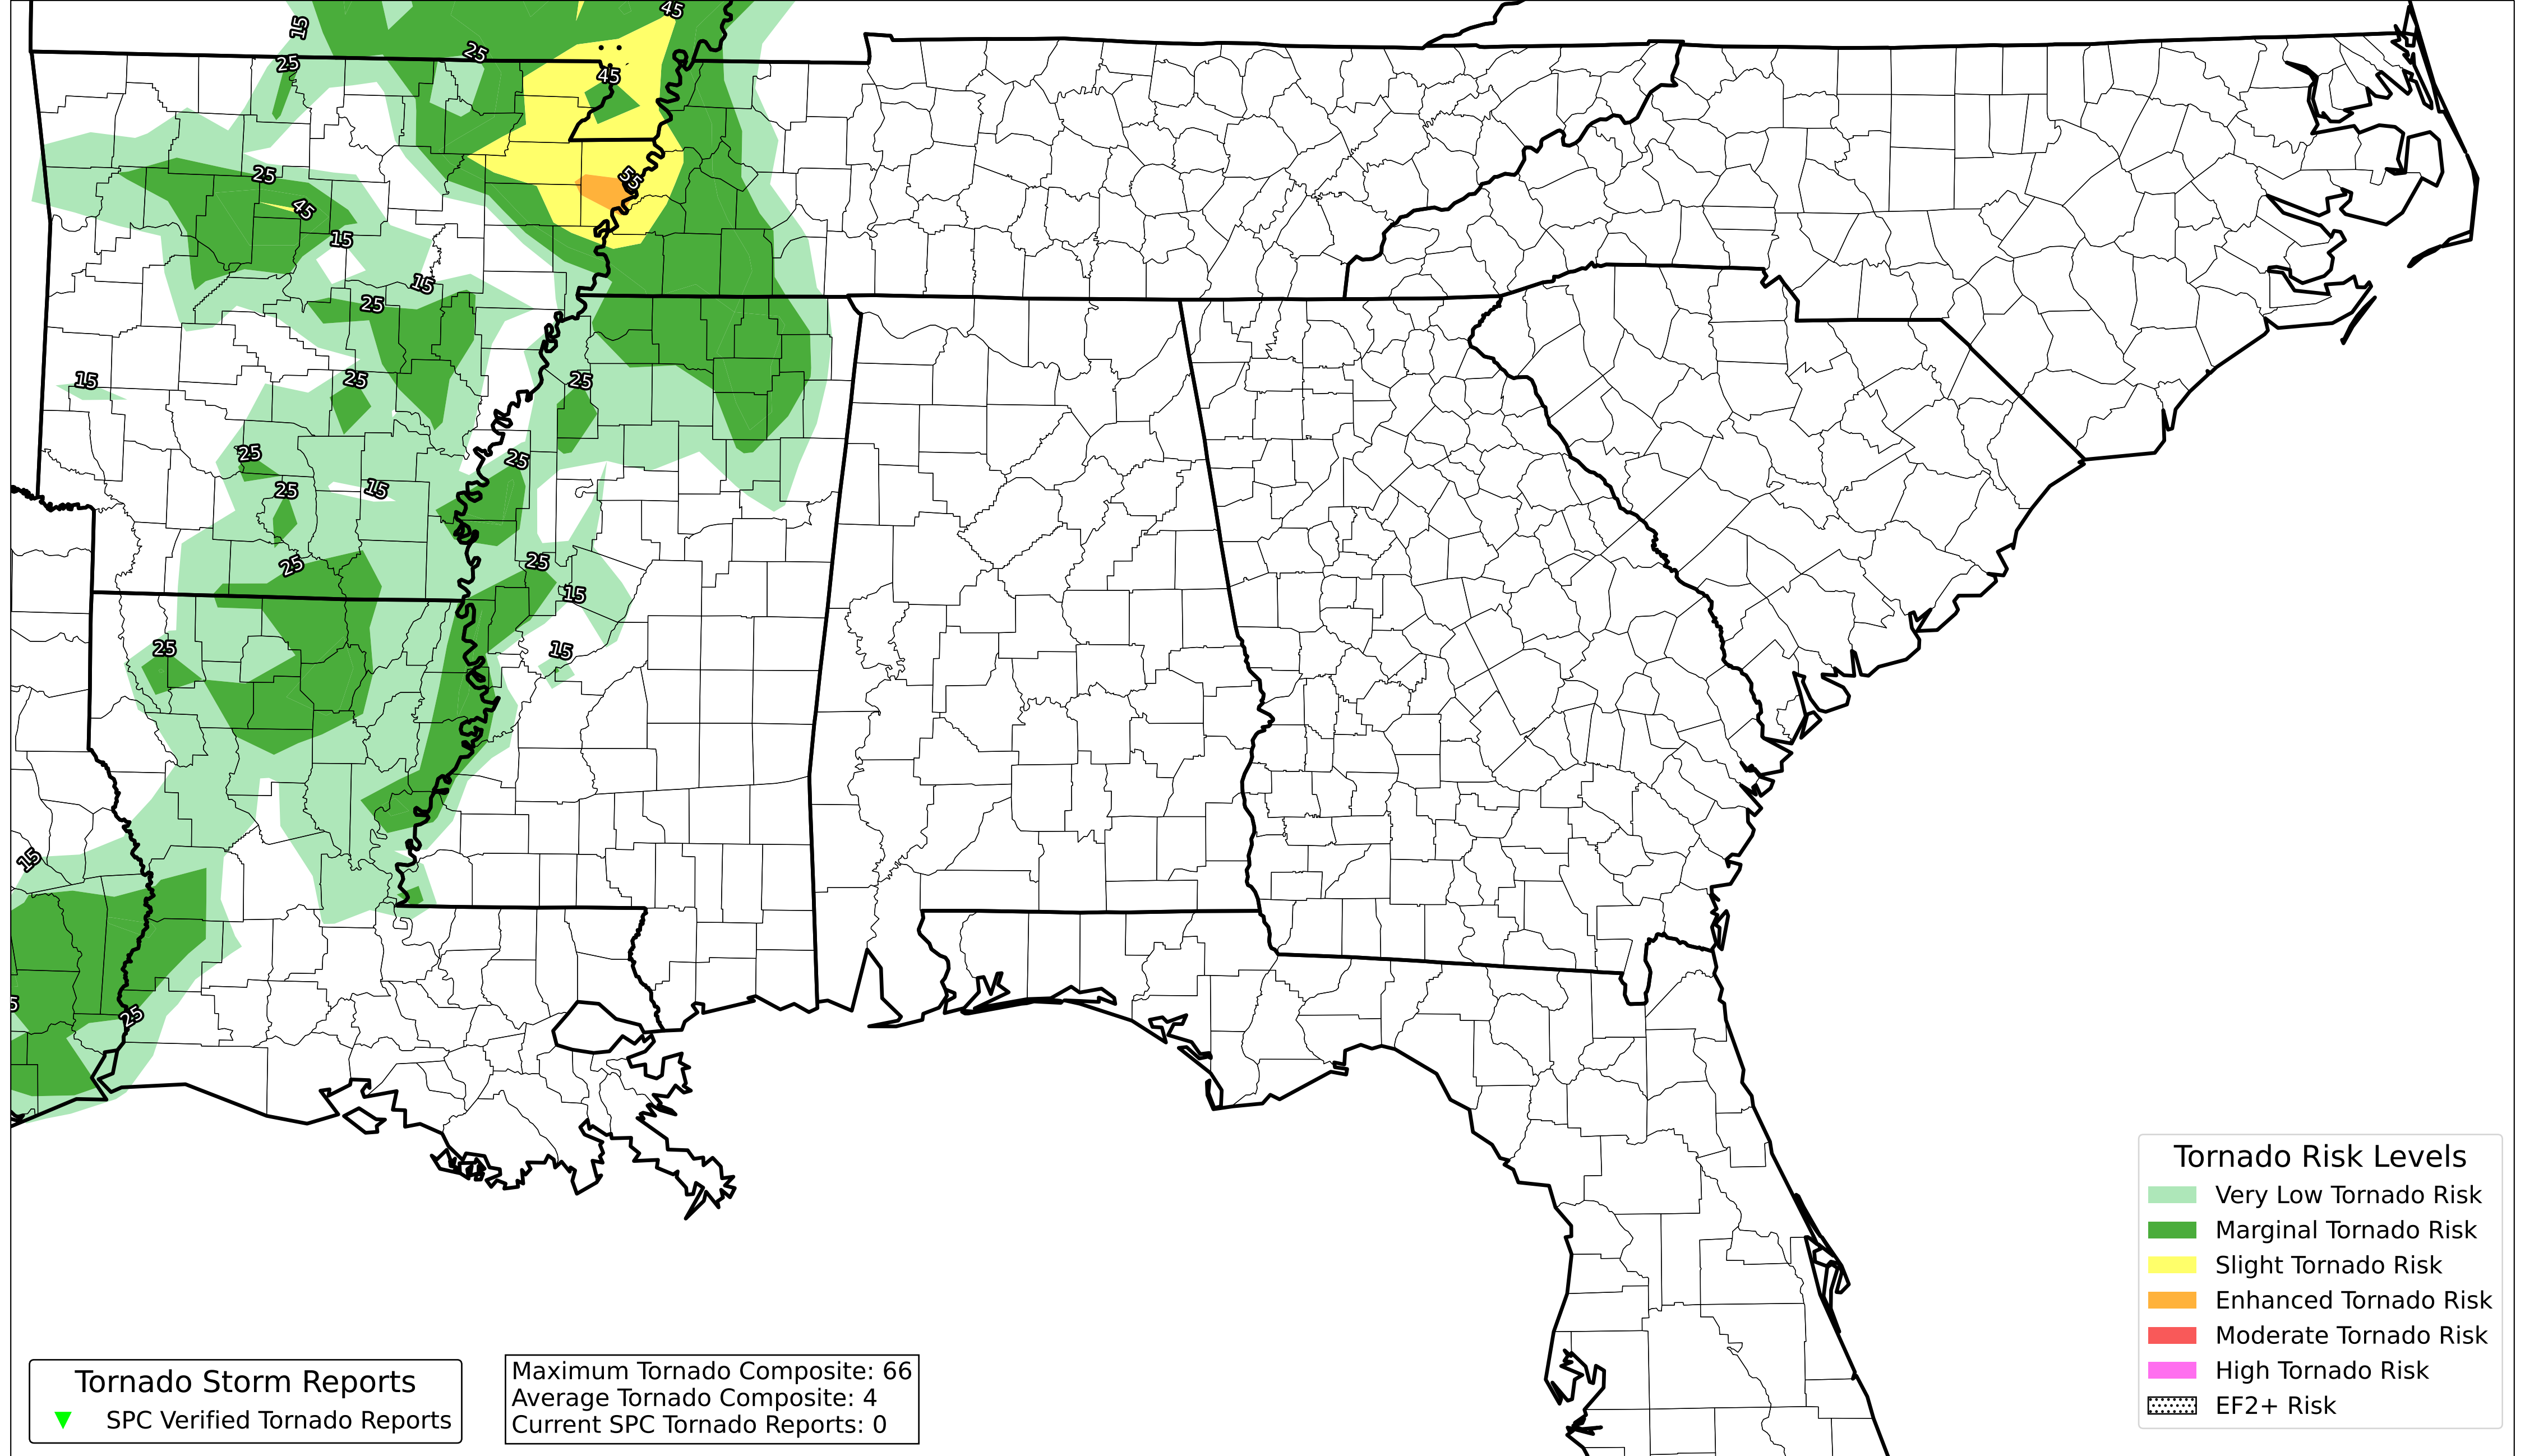 45
15
25
25
45
25
55
45
15
15
25
15
25
25
25
25
25
15
25
25
15
25
15
15
5
25
Tornado Risk Levels
Very Low Tornado Risk
Marginal Tornado Risk
Slight Tornado Risk
Enhanced Tornado Risk
Moderate Tornado Risk
High Tornado Risk
EF2+ Risk
Tornado Storm Reports
SPC Verified Tornado Reports
Maximum Tornado Composite: 66
Average Tornado Composite: 4
Current SPC Tornado Reports: 0